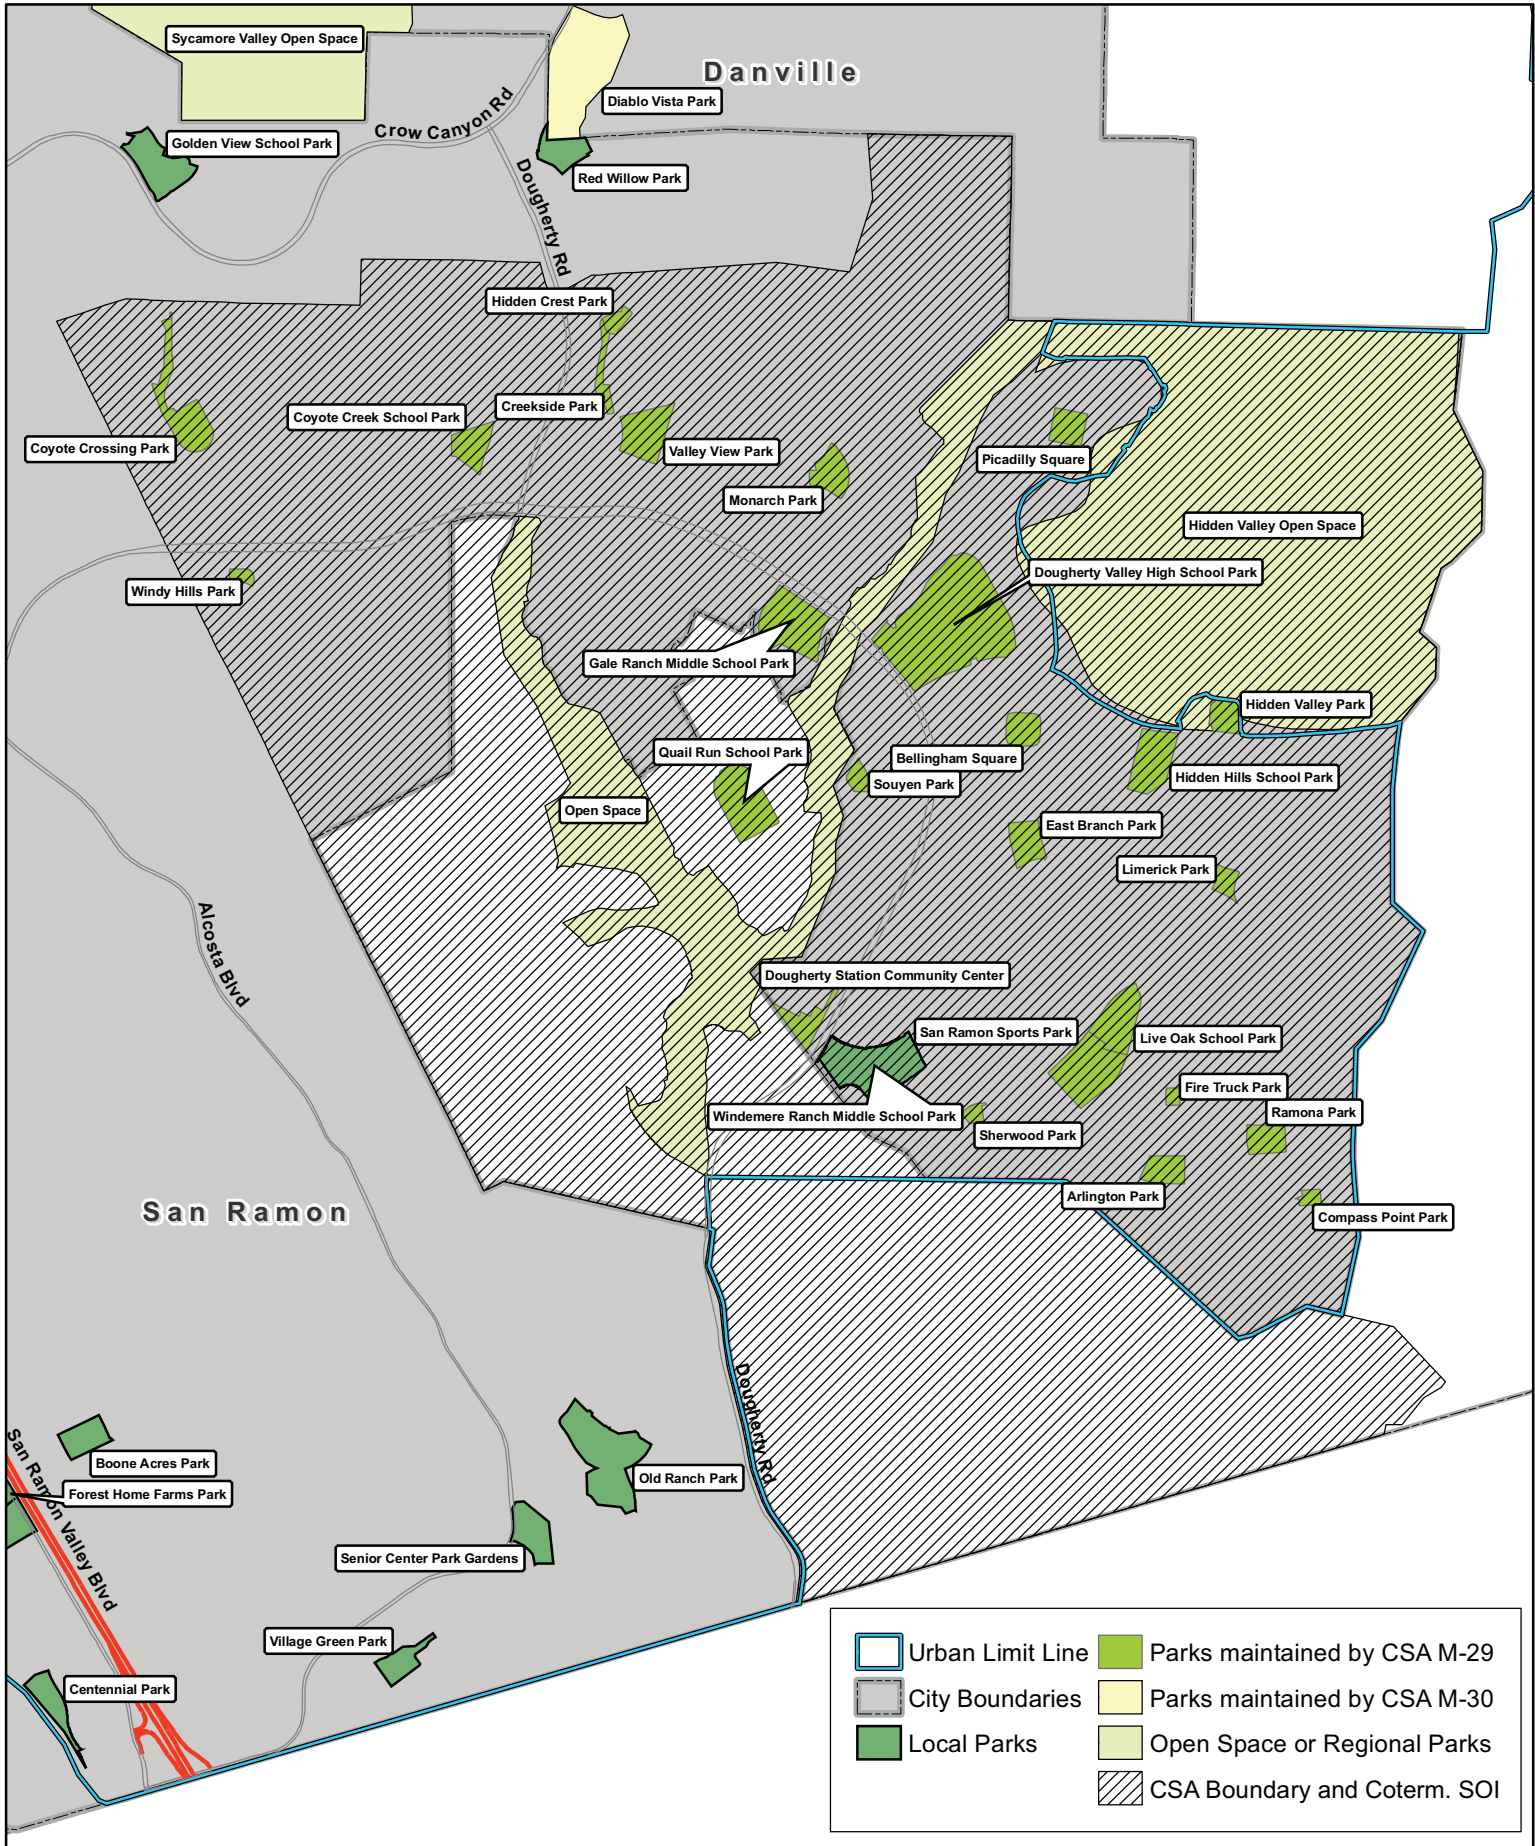 Sycamore Valley Open Space
Danville
Diablo Vista Park
Crow Canyon Rd
Golden View School Park
Red Willow Park
Dougherty Rd
Hidden Crest Park
Creekside Park
Coyote Creek School Park
Coyote Crossing Park
Valley View Park
Picadilly Square
Monarch Park
Hidden Valley Open Space
Dougherty Valley High School Park
Windy Hills Park
Gale Ranch Middle School Park
Hidden Valley Park
Quail Run School Park
Bellingham Square
Hidden Hills School Park
Souyen Park
Open Space
East Branch Park
Limerick Park
Alcosta Blvd
Dougherty Station Community Center
San Ramon Sports Park
Live Oak School Park
Fire Truck Park
Ramona Park
Windemere Ranch Middle School Park
Sherwood Park
Arlington Park
San Ramon
Compass Point Park
Dougherty Rd
Boone Acres Park
Old Ranch Park
Forest Home Farms Park
San Ramon Valley Blvd
Senior Center Park Gardens
Village Green Park
Centennial Park
Urban Limit Line
City Boundaries
Local Parks
Parks maintained by CSA M-29
Parks maintained by CSA M-30
Open Space or Regional Parks
CSA Boundary and Coterm. SOI